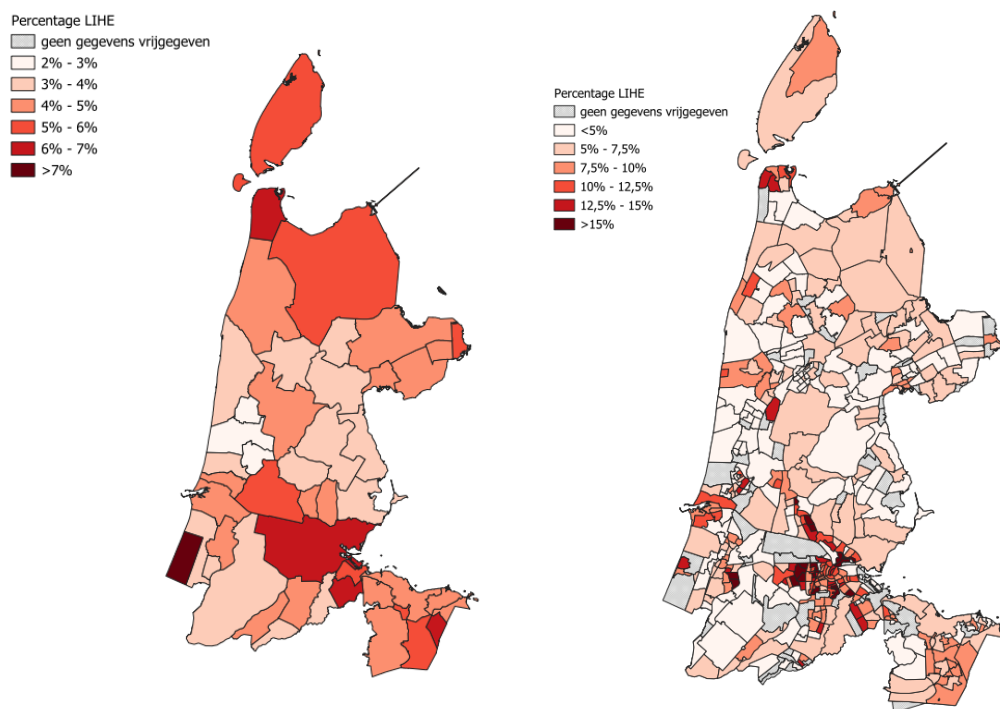 Percentage LIHE
geen gegevens vrijgegeven
2% - 3%
3% - 4%
4% - 5%
5% - 6%
6% - 7%
>7%
Percentage LIHE
geen gegevens vrijgegeven
<5%
5% - 7,5%
7,5% - 10%
10% - 12,5%
12,5% - 15%
>15%